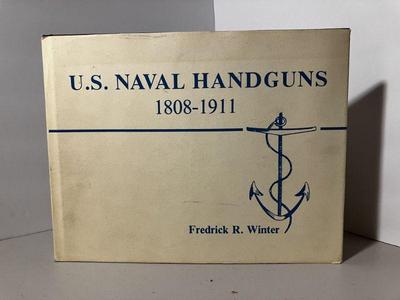 U.S. NAVAL HANDGUNS
1808-1911
Fredrick R. Winter